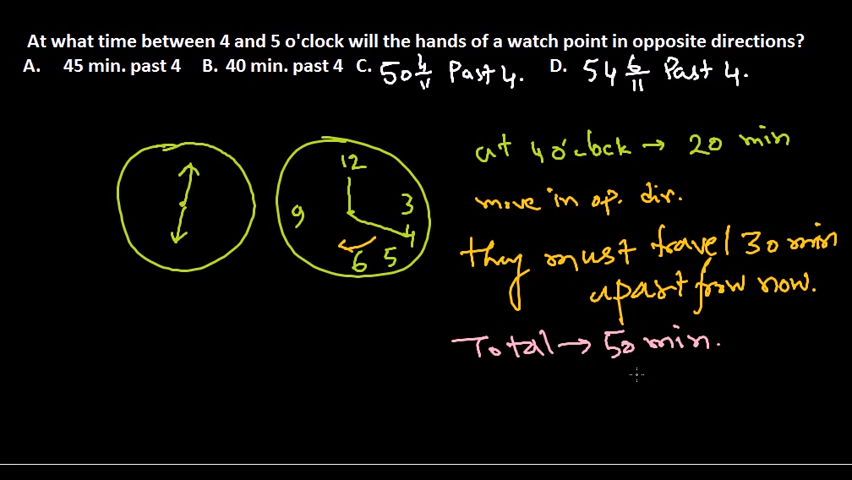 At what time between 4 and 5 o'clock will the hands of a watch point in opposite directions?
A. 45 min. past 4 B. 40 min. past 4 C. 50 4/11 Past 4. D. 54 6/11 Past 4.
at 4 o'clock → 20 min
12
move in op. dir.
9 3
4
they must travel 30 min
6 5
apart from now.
Total → 50 min.